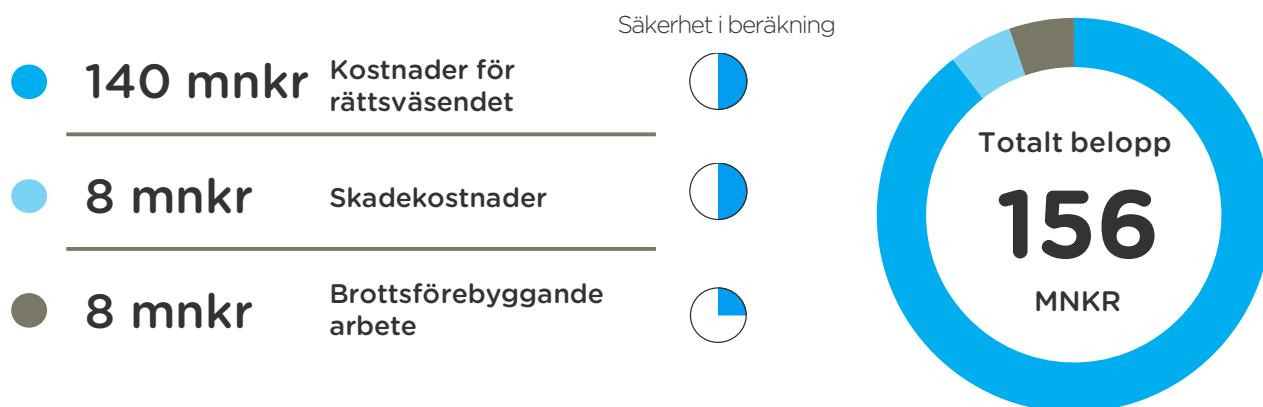 Säkerhet i beräkning
140 mnkr
Kostnader för
rättsväsendet
8 mnkr
Skadekostnader
8 mnkr
Brottsförebyggande
arbete
Totalt belopp
156
MNKR